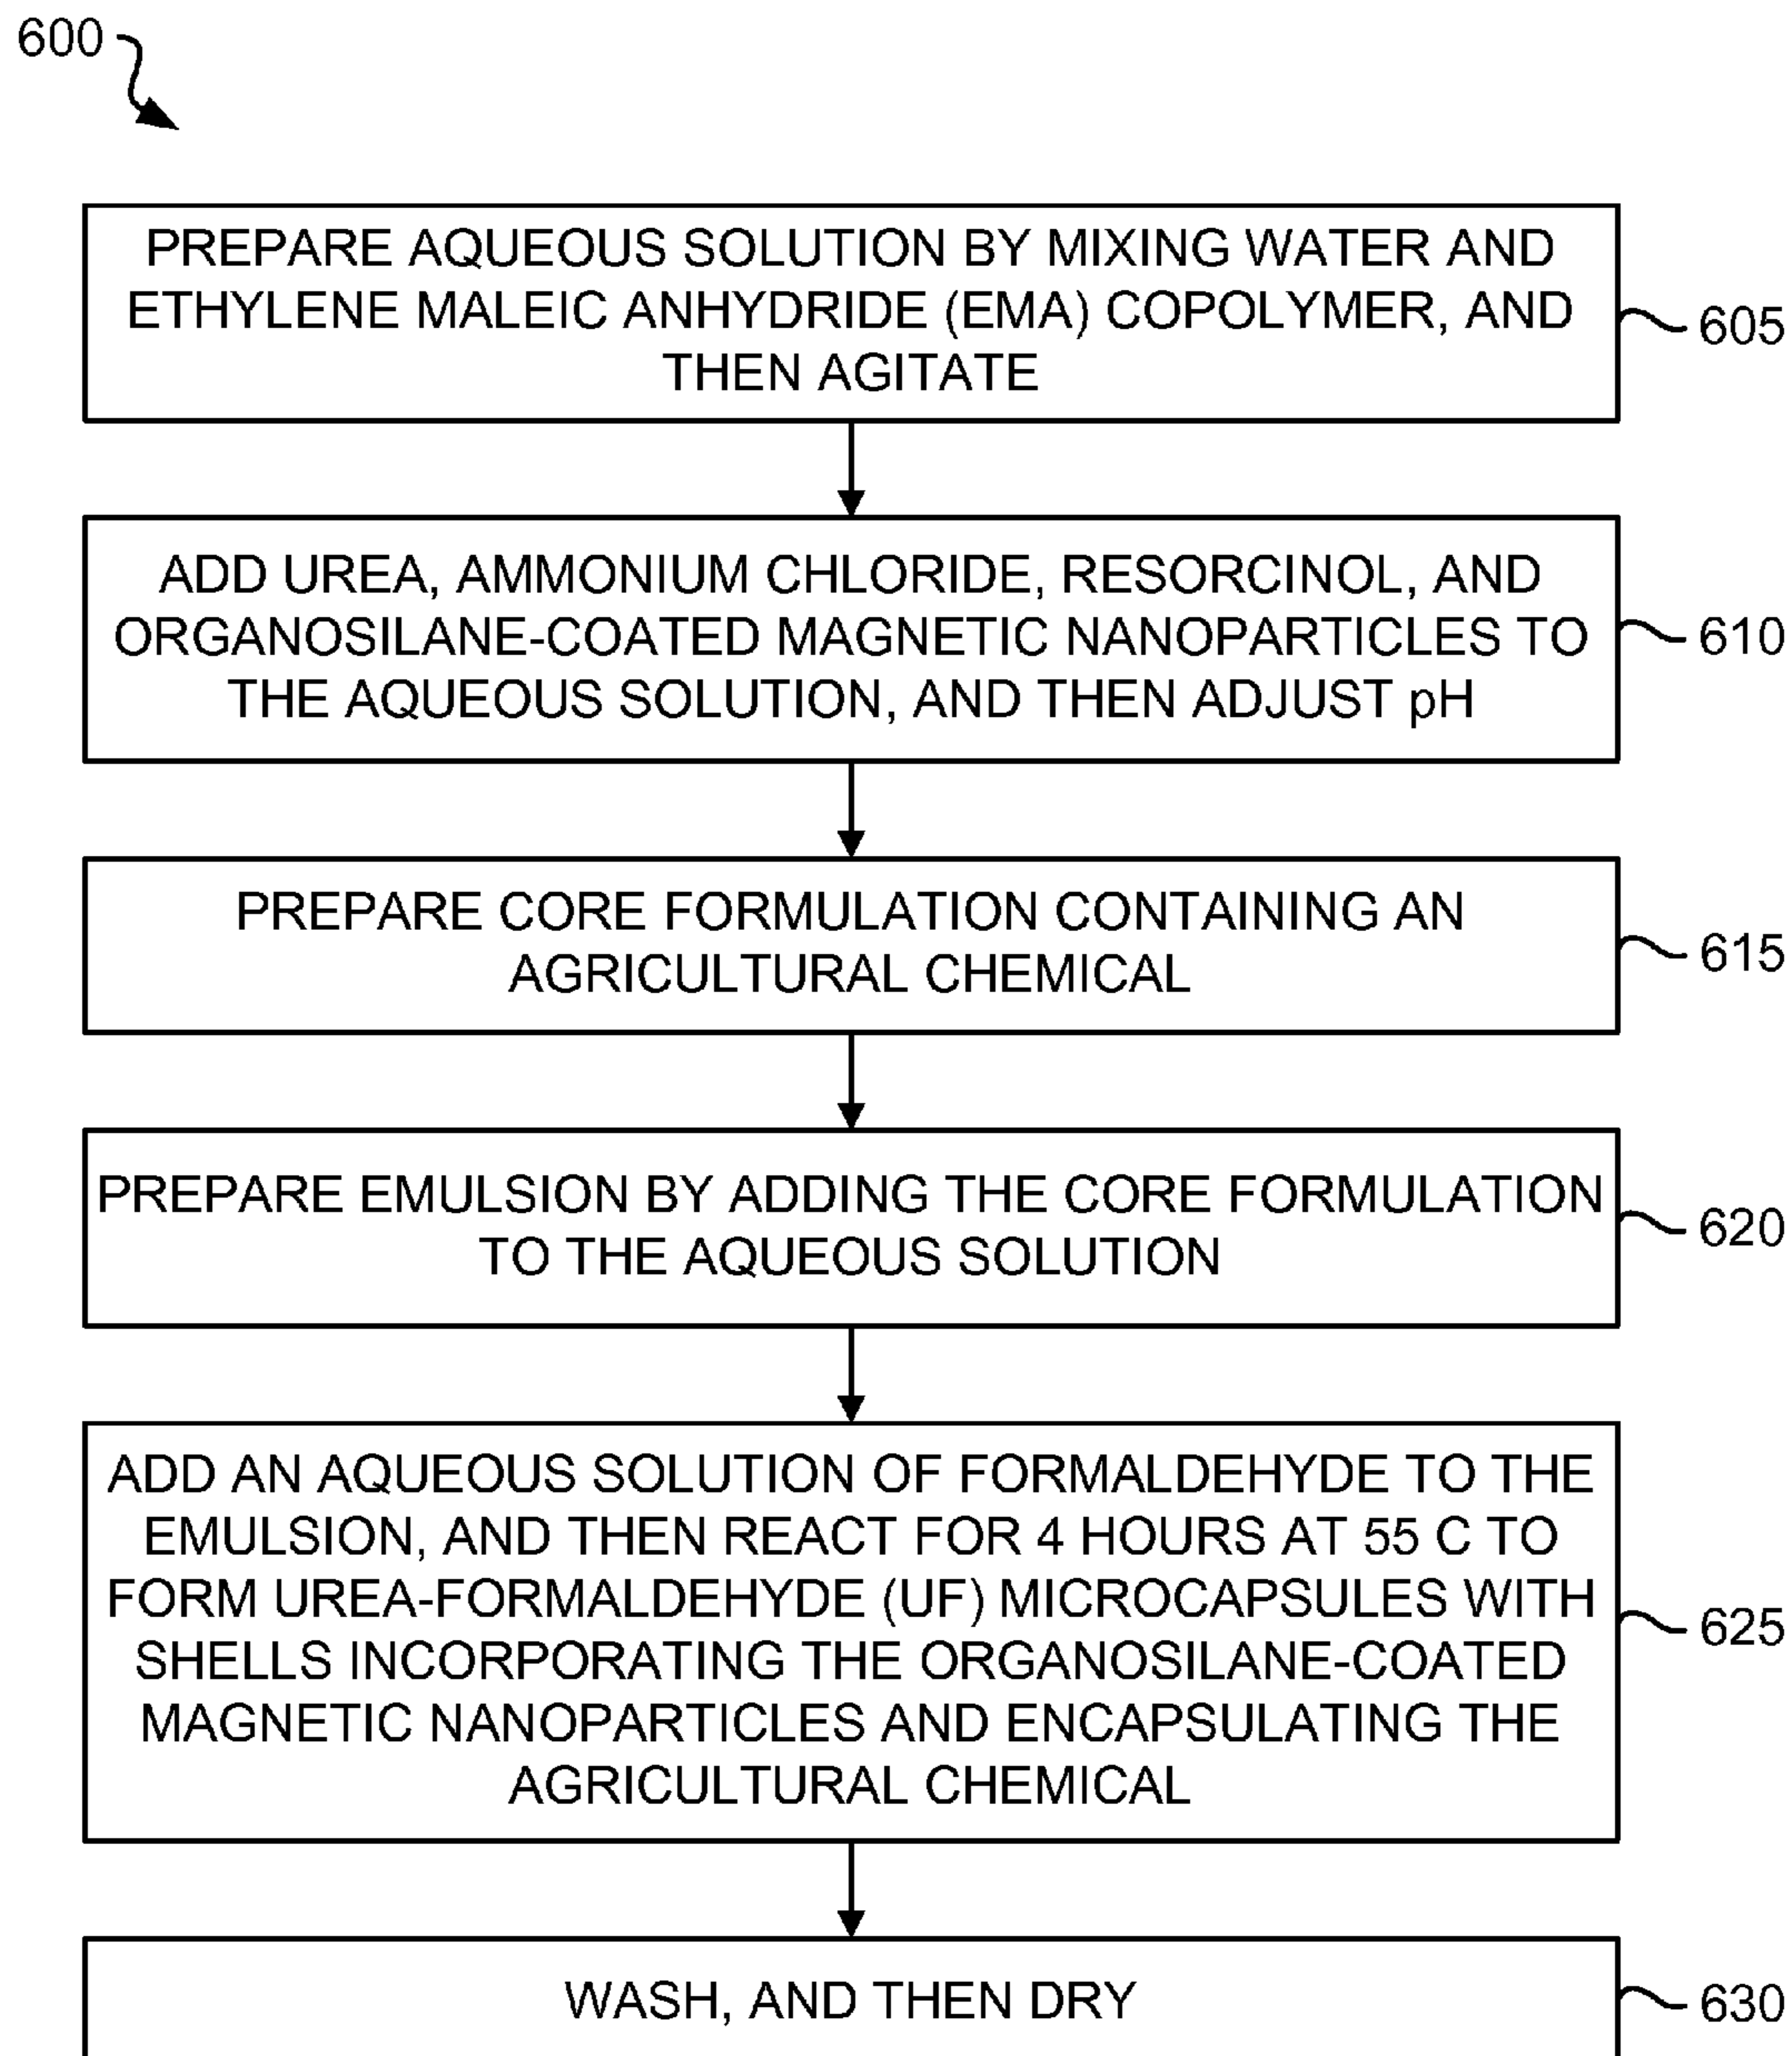 600
PREPARE AQUEOUS SOLUTION BY MIXING WATER AND
ETHYLENE MALEIC ANHYDRIDE (EMA) COPOLYMER, AND
THEN AGITATE
605
ADD UREA, AMMONIUM CHLORIDE, RESORCINOL, AND
ORGANOSILANE-COATED MAGNETIC NANOPARTICLES TO
THE AQUEOUS SOLUTION, AND THEN ADJUST pH
610
PREPARE CORE FORMULATION CONTAINING AN
AGRICULTURAL CHEMICAL
615
PREPARE EMULSION BY ADDING THE CORE FORMULATION
TO THE AQUEOUS SOLUTION
620
ADD AN AQUEOUS SOLUTION OF FORMALDEHYDE TO THE
EMULSION, AND THEN REACT FOR 4 HOURS AT 55 C TO
FORM UREA-FORMALDEHYDE (UF) MICROCAPSULES WITH
SHELLS INCORPORATING THE ORGANOSILANE-COATED
MAGNETIC NANOPARTICLES AND ENCAPSULATING THE
AGRICULTURAL CHEMICAL
625
WASH, AND THEN DRY
630